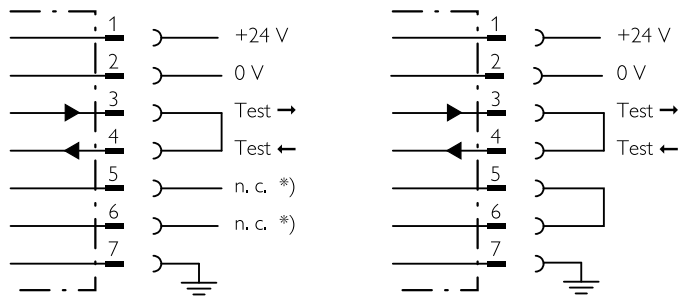 1 +24 V
2 0 V
3 Test →
4 Test ←
5 n. c. *)
6 n. c. *)
7
1 +24 V
2 0 V
3 Test →
4 Test ←
5
6
7